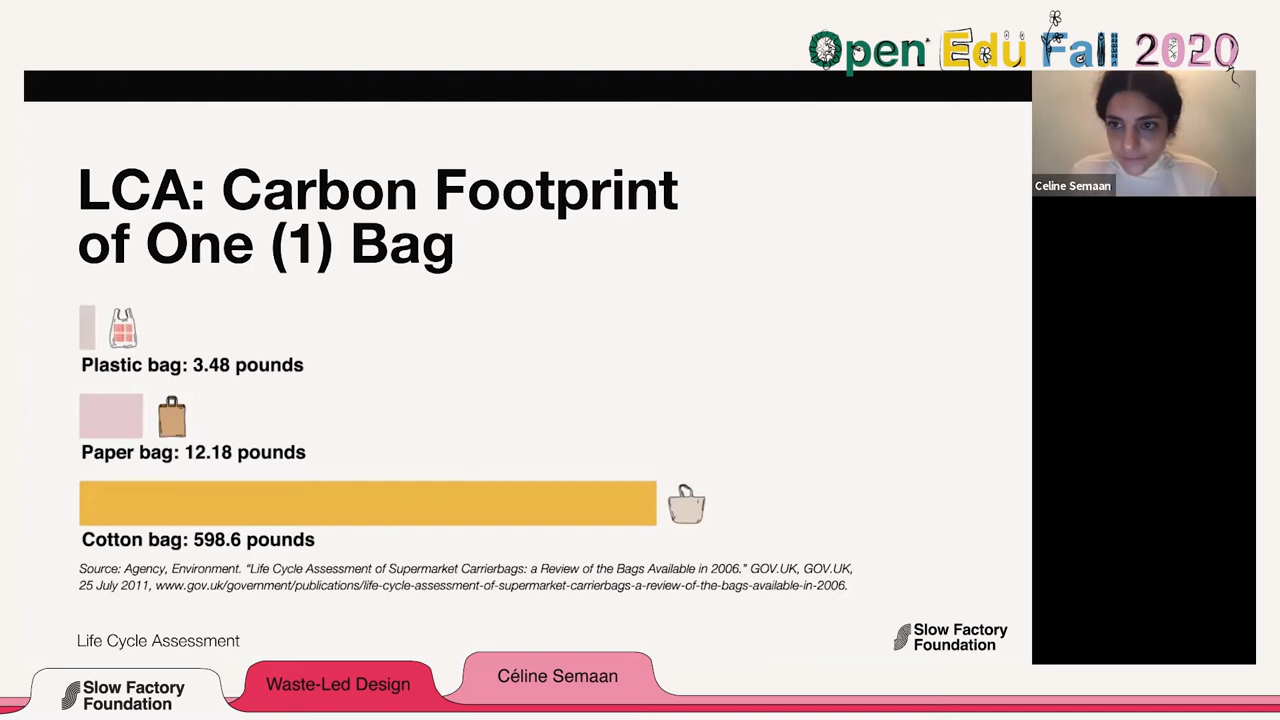 Open Edu Fall 2020
LCA: Carbon Footprint
of One (1) Bag
Celine Semaan
Plastic bag: 3.48 pounds
Paper bag: 12.18 pounds
Cotton bag: 598.6 pounds
Source: Agency, Environment. “Life Cycle Assessment of Supermarket Carrierbags: a Review of the Bags Available in 2006.” GOV.UK, GOV.UK,
25 July 2011, www.gov.uk/government/publications/life-cycle-assessment-of-supermarket-carrierbags-a-review-of-the-bags-available-in-2006.
Life Cycle Assessment
Slow Factory
Foundation
Slow Factory
Foundation
Waste-Led Design
Céline Semaan